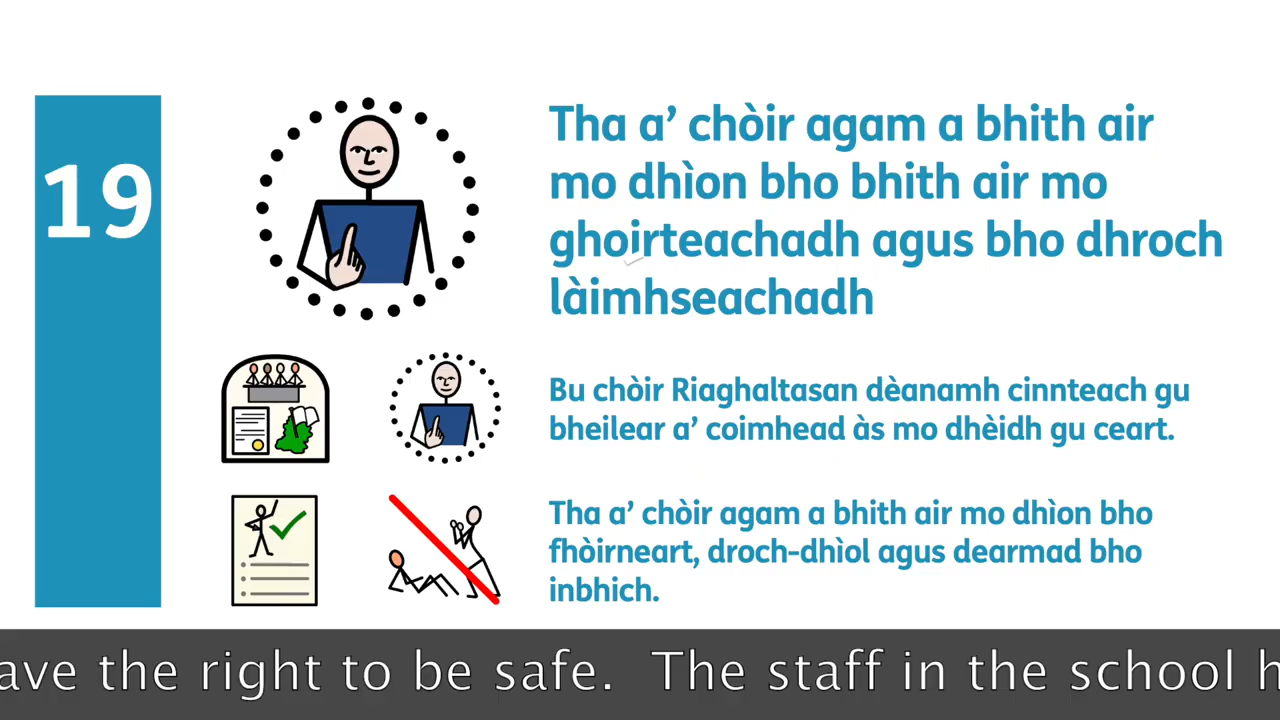 19
Tha a’ chòir agam a bhith air
mo dhìon bho bhith air mo
ghoirteachadh agus bho dhroch
làimhseachadh
Bu chòir Riaghaltasan dèanamh cinnteach gu
bheilear a’ coimhead às mo dhèidh gu ceart.
Tha a’ chòir agam a bhith air mo dhìon bho
fhòirneart, droch-dhìol agus dearmad bho
inbhich.
ave the right to be safe. The staff in the school h